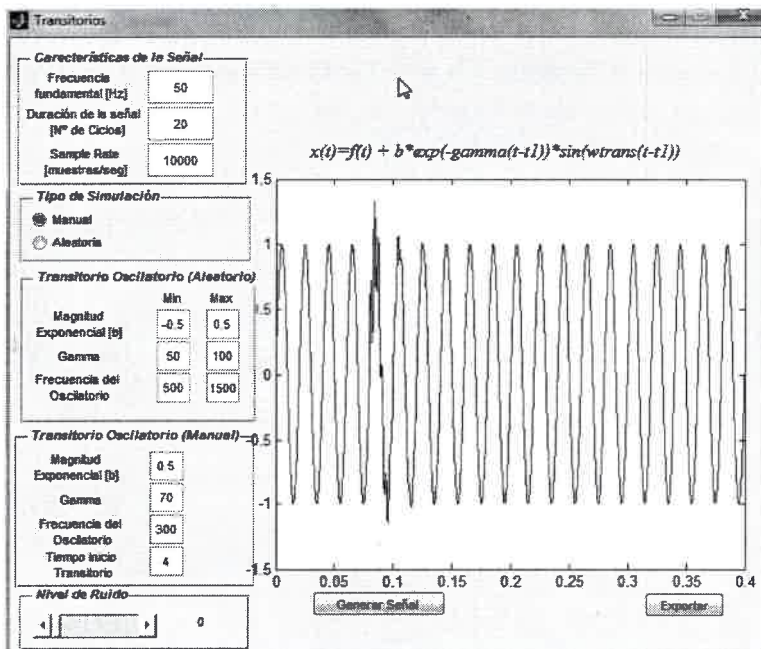 Transitorios
Características de la Señal
Frecuencia
fundamental [Hz]
50
Duración de la señal
[Nº de Ciclos]
20
Sample Rate
[muestras/seg]
10000
Tipo de Simulación
Manual
Aleatoria
Transitorio Oscilatorio (Aleatorio)
Min Max
Magnitud
Exponencial [b]
-0.5 0.5
Gamma
50 100
Frecuencia del
Oscilatorio
500 1500
Transitorio Oscilatorio (Manual)
Magnitud
Exponencial [b]
0.5
Gamma
70
Frecuencia del
Oscilatorio
300
Tiempo Inicio
Transitorio
4
Nivel de Ruido
0
x(t)=f(t) + b*exp(-gamma(t-t1))*sin(wtrans(t-t1))
1.5
1
0.5
0
-0.5
-1
-1.5
0 0.05 0.1 0.15 0.2 0.25 0.3 0.35 0.4
Generar Señal
Exportar